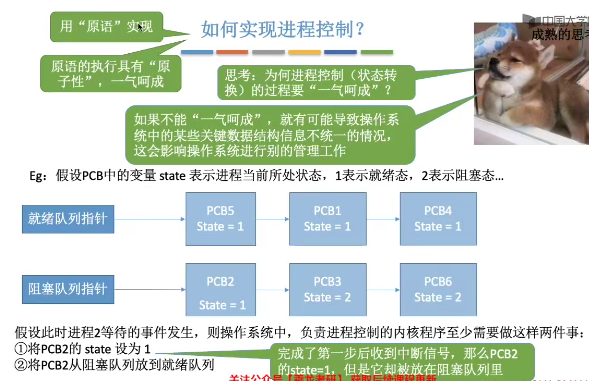 用“原语”实现
如何实现进程控制？
中国大学
成熟的思考
原语的执行具有“原
子性”，一气呵成
思考：为何进程控制（状态转
换）的过程要“一气呵成”？
如果不能“一气呵成”，就有可能导致操作系
统中的某些关键数据结构信息不统一的情况，
这会影响操作系统进行别的管理工作
Eg：假设PCB中的变量 state 表示进程当前所处状态，1表示就绪态，2表示阻塞态...
就绪队列指针
PCB5
State = 1
PCB1
State = 1
PCB4
State = 1
阻塞队列指针
PCB2
State = 1
PCB3
State = 2
PCB6
State = 2
假设此时进程2等待的事件发生，则操作系统中，负责进程控制的内核程序至少需要做这样两件事：
①将PCB2的 state 设为 1
②将PCB2从阻塞队列放到就绪队列
完成了第一步后收到中断信号，那么PCB2
的state=1，但是它却被放在阻塞队列里